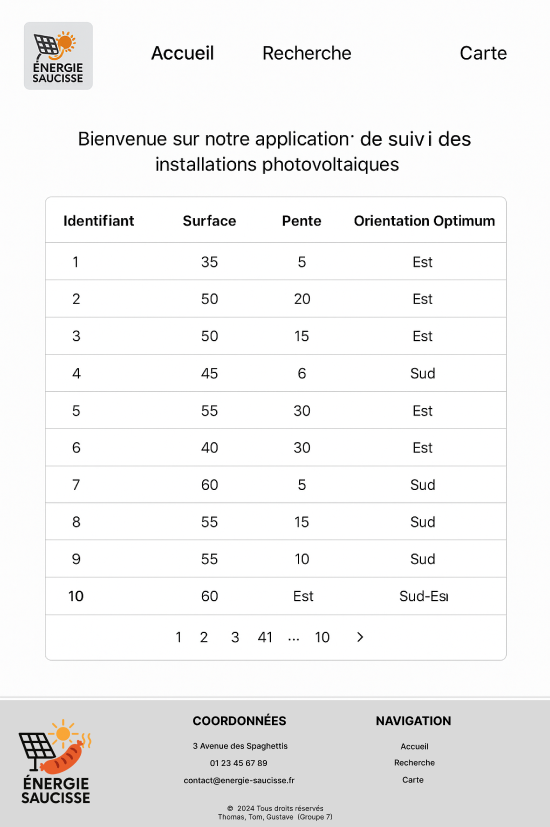 ÉNERGIE
SAUCISSE
Accueil Recherche Carte
Bienvenue sur notre application· de suivi des
installations photovoltaiques
Identifiant Surface Pente Orientation Optimum
1 35 5 Est
2 50 20 Est
3 50 15 Est
4 45 6 Sud
5 55 30 Est
6 40 30 Est
7 60 5 Sud
8 55 15 Sud
9 55 10 Sud
10 60 Est Sud-Esı
1 2 3 41 ... 10 >
ÉNERGIE
SAUCISSE
COORDONNÉES
3 Avenue des Spaghettis
01 23 45 67 89
contact@energie-saucisse.fr
NAVIGATION
Accueil
Recherche
Carte
© 2024 Tous droits réservés
Thomas, Tom, Gustave (Groupe 7)